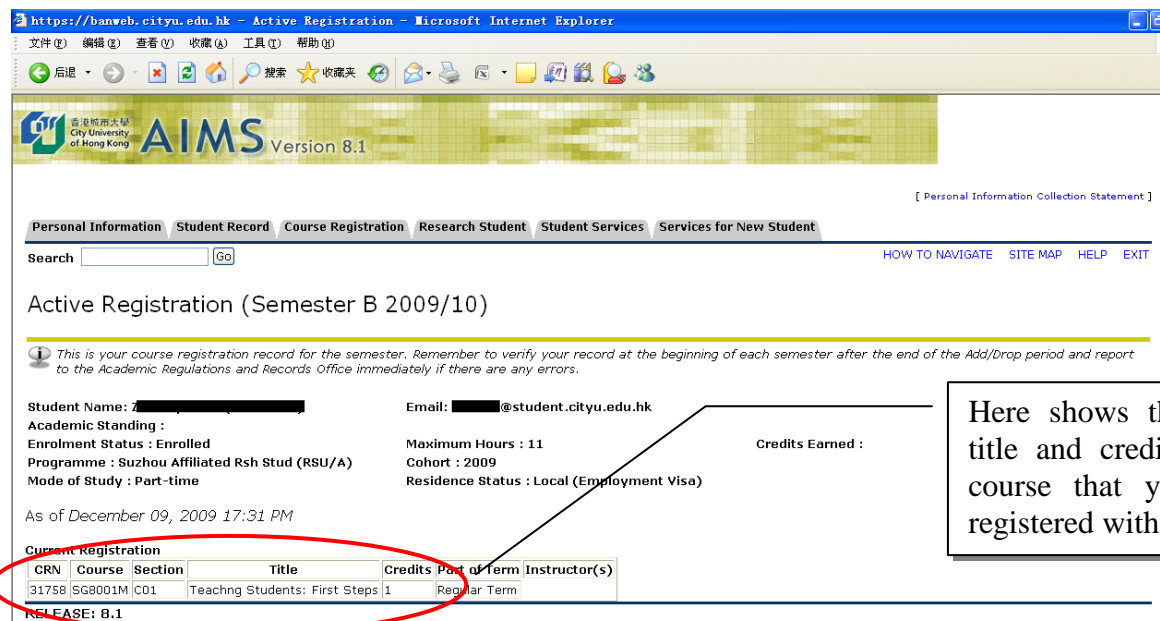 https://banweb.cityu.edu.hk - Active Registration - Microsoft Internet Explorer
文件(F) 编辑(E) 查看(V) 收藏(A) 工具(T) 帮助(H)
后退 搜索 收藏夹
香港城市大學
City University
of Hong Kong
AIMS Version 8.1
[ Personal Information Collection Statement ]
Personal Information Student Record Course Registration Research Student Student Services Services for New Student
Search Go HOW TO NAVIGATE SITE MAP HELP EXIT
Active Registration (Semester B 2009/10)
This is your course registration record for the semester. Remember to verify your record at the beginning of each semester after the end of the Add/Drop period and report
to the Academic Regulations and Records Office immediately if there are any errors.
Student Name: Email: @student.cityu.edu.hk
Academic Standing :
Enrolment Status : Enrolled Maximum Hours : 11 Credits Earned :
Programme : Suzhou Affiliated Rsh Stud (RSU/A) Cohort : 2009
Mode of Study : Part-time Residence Status : Local (Employment Visa)
As of December 09, 2009 17:31 PM
Current Registration
CRN Course Section Title Credits Part of Term Instructor(s)
31758 SG8001M C01 Teachng Students: First Steps 1 Regular Term
RELEASE: 8.1
Here shows
title and
course that
registered with